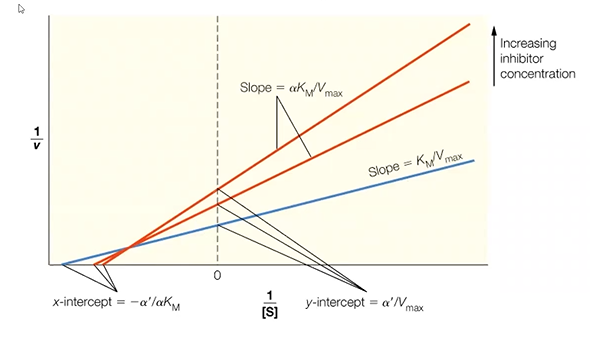 Increasing
inhibitor
concentration
Slope = αK_M/V_max
1
v
Slope = K_M/V_max
0
x-intercept = −α′/αK_M
1
[S]
y-intercept = α′/V_max